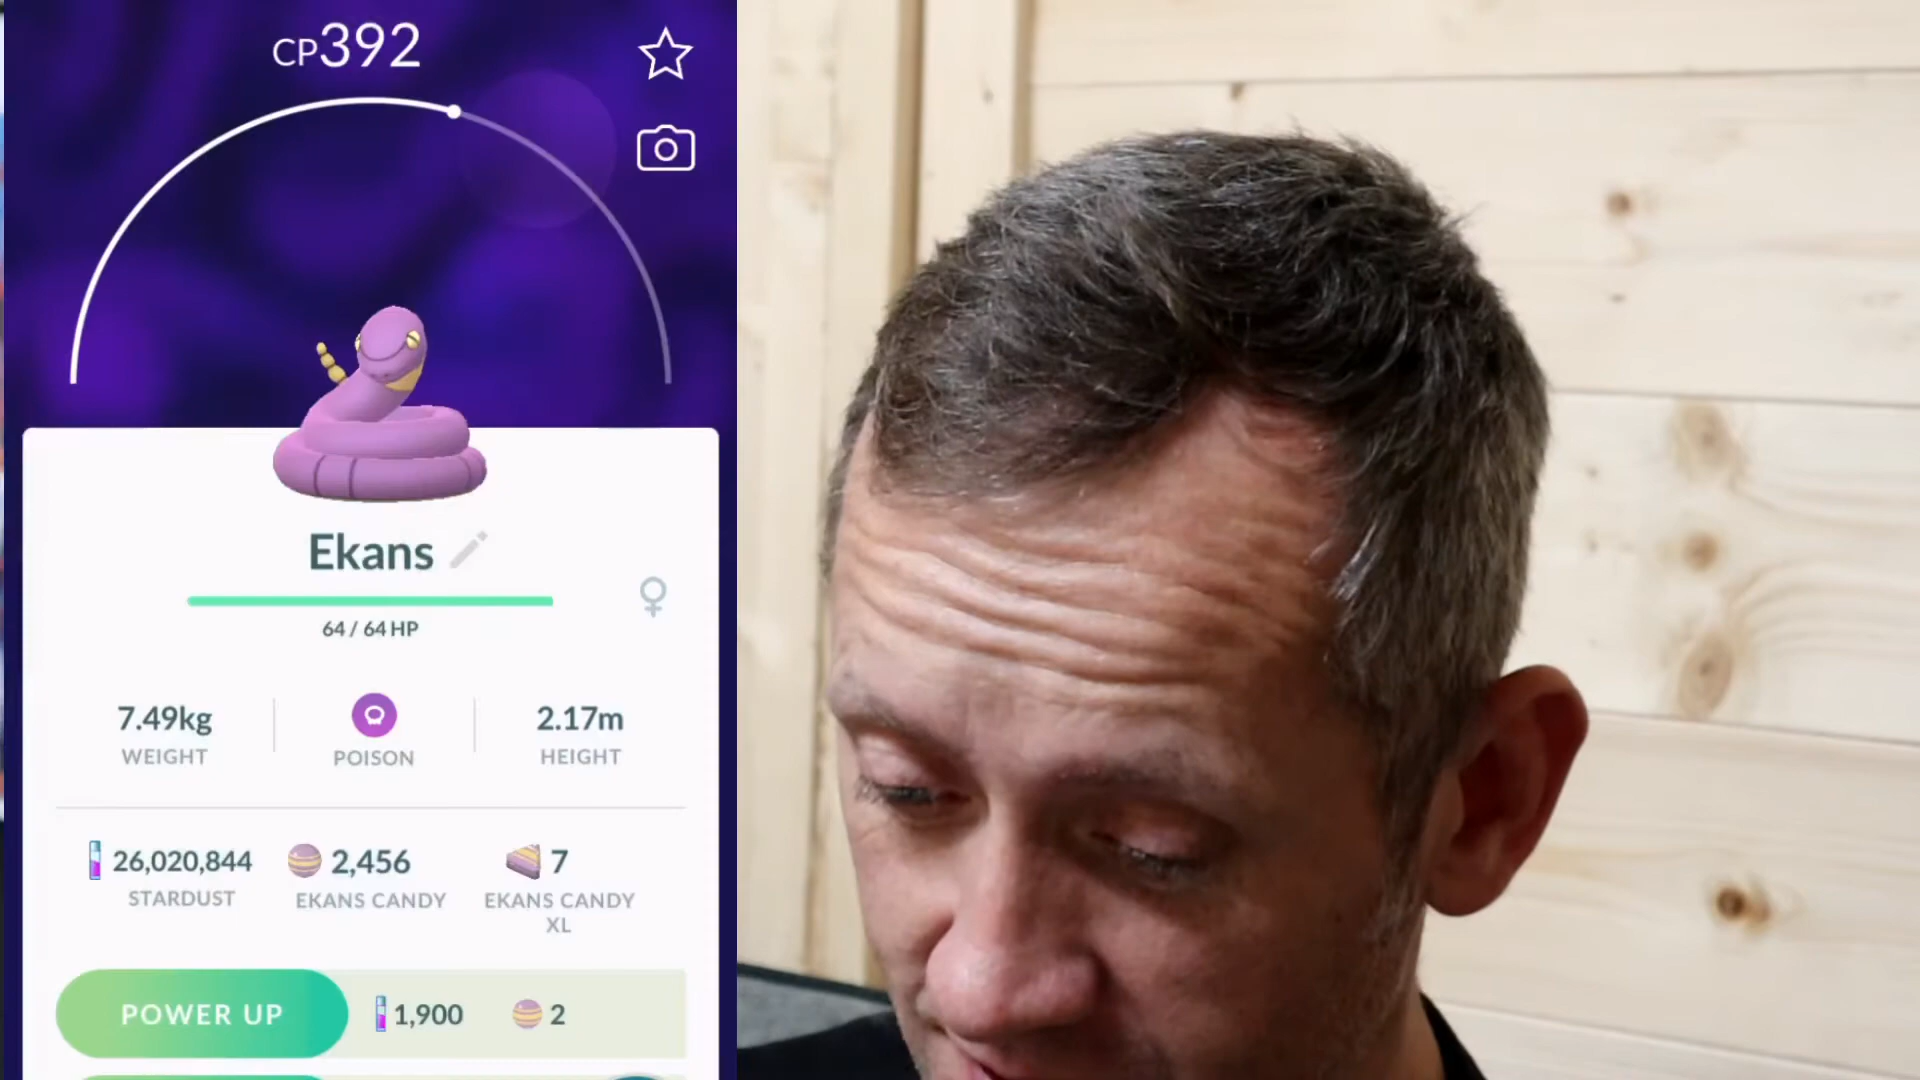 CP392
Ekans
64 / 64 HP
7.49kg
WEIGHT
POISON
2.17m
HEIGHT
26,020,844
STARDUST
2,456
EKANS CANDY
7
EKANS CANDY
XL
POWER UP
1,900
2